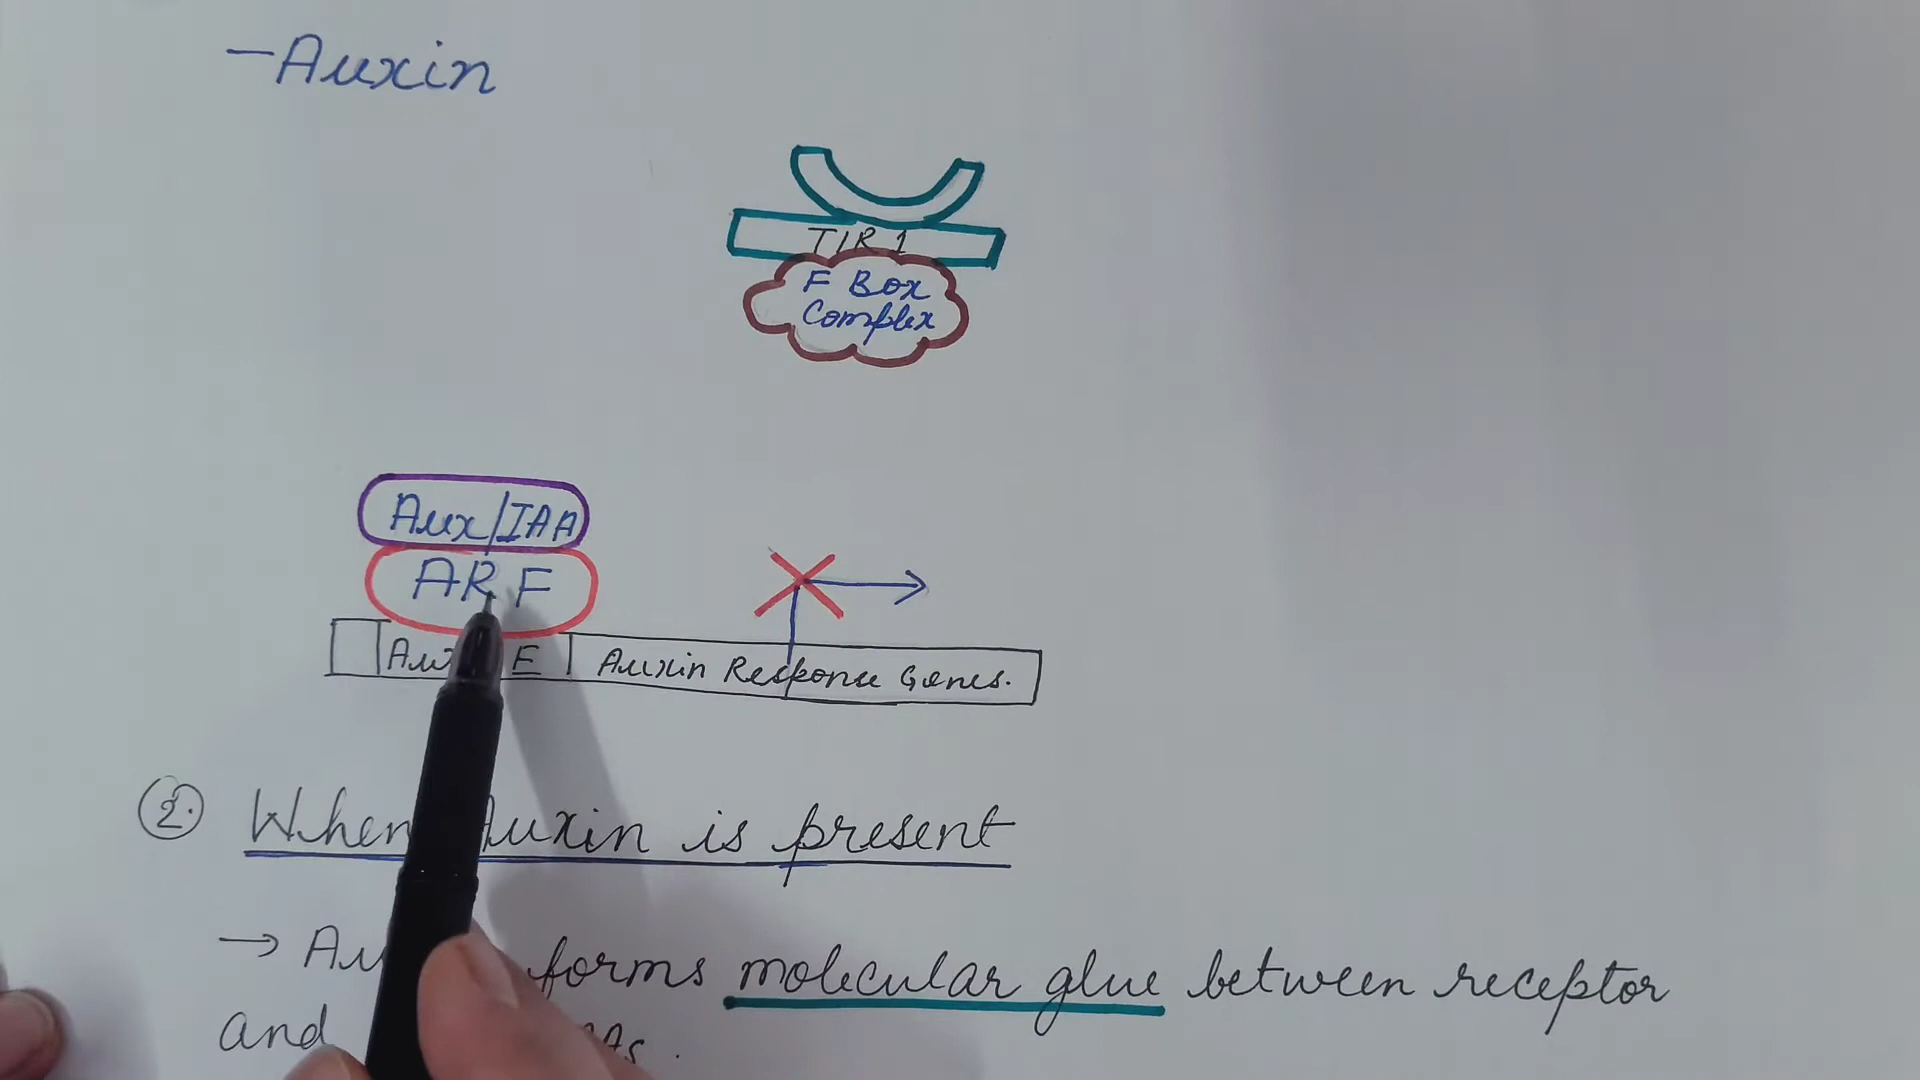 -Auxin
TIR 1
F Box
Complex
Aux/IAA
ARF
E
Auxin Response Genes.
2. When Auxin is present
→ forms molecular glue between receptor
and